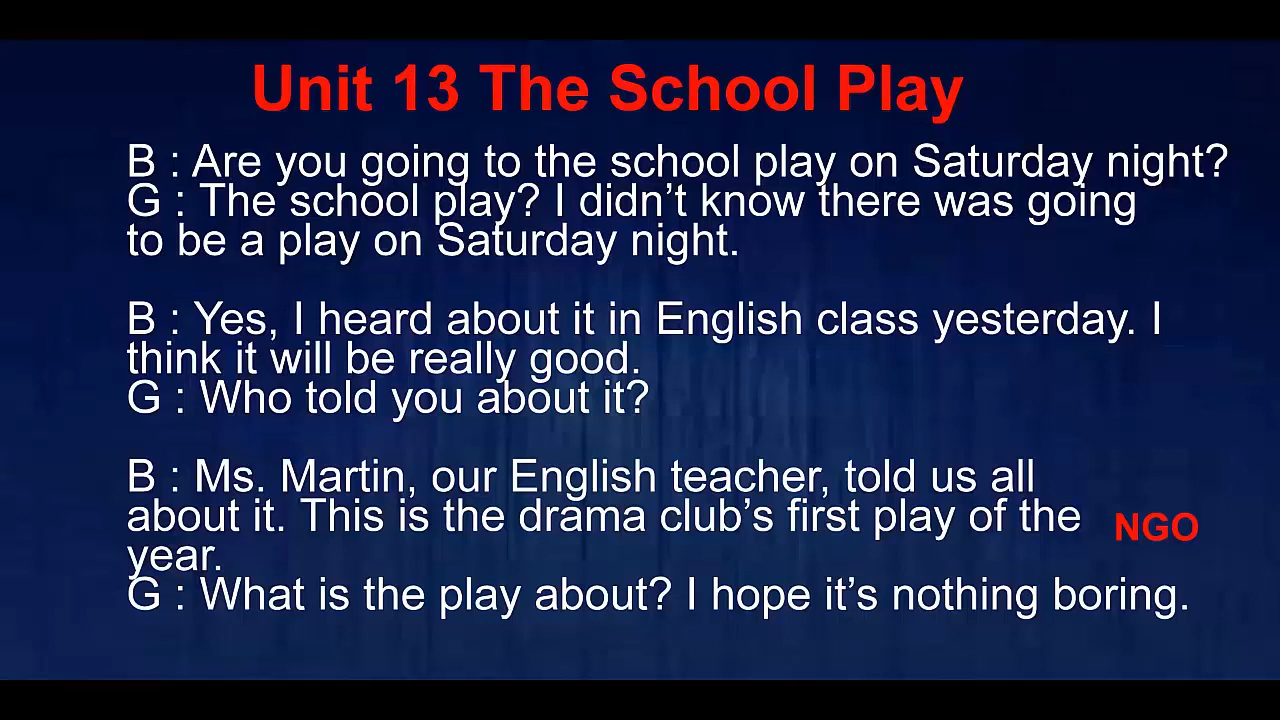 Unit 13 The School Play
B : Are you going to the school play on Saturday night?
G : The school play? I didn’t know there was going
to be a play on Saturday night.
B : Yes, I heard about it in English class yesterday. I
think it will be really good.
G : Who told you about it?
B : Ms. Martin, our English teacher, told us all
about it. This is the drama club’s first play of the
year.
NGO
G : What is the play about? I hope it’s nothing boring.